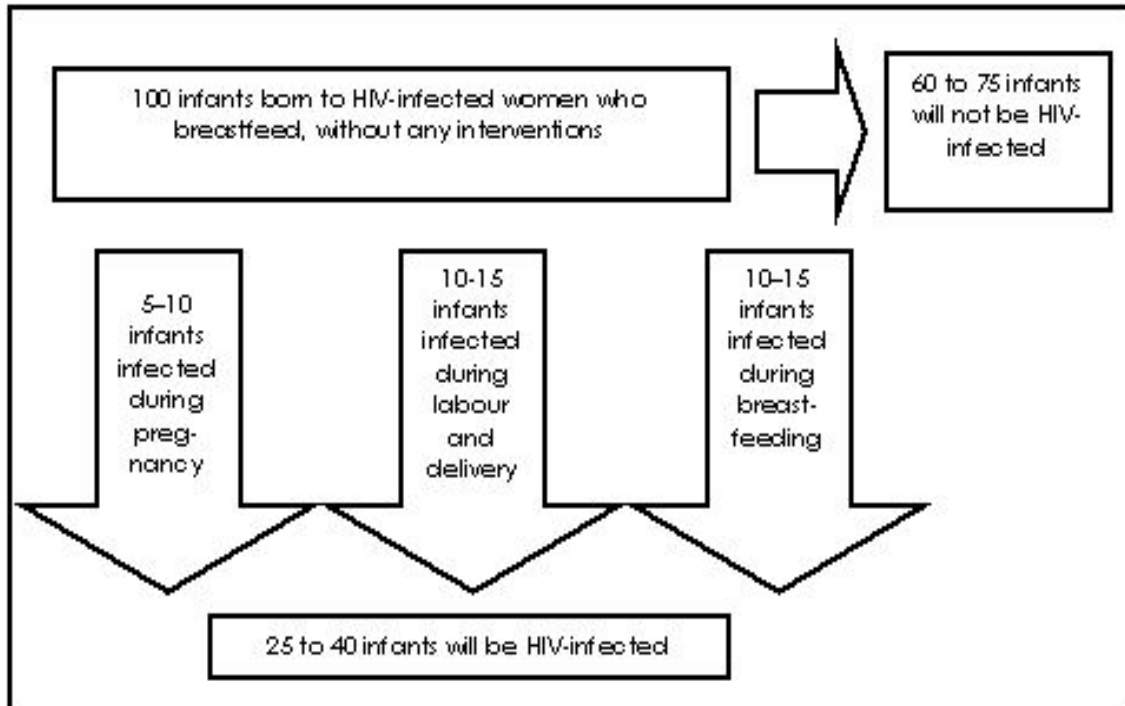 100 infants born to HIV-infected women who
breastfeed, without any interventions
60 to 75 infants
will not be HIV-
infected
5–10
infants
infected
during
preg-
nancy
10-15
infants
infected
during
labour
and
delivery
10–15
infants
infected
during
breast-
feeding
25 to 40 infants will be HIV-infected